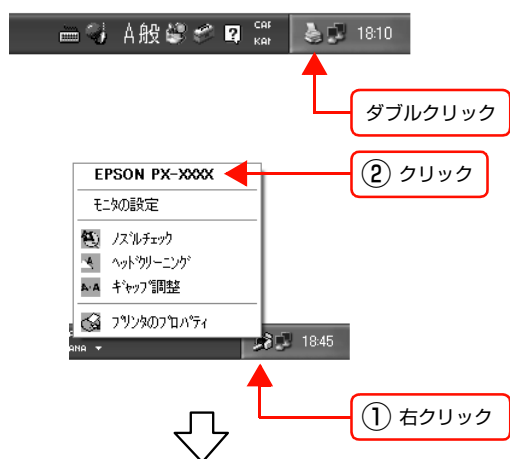 A般
CAP
KANA
18:10
ダブルクリック
EPSON PX-XXXX
② クリック
モニタの設定
ノズルチェック
ヘッドクリーニング
ギャップ調整
プリンタのプロパティ
ANA
18:45
① 右クリック